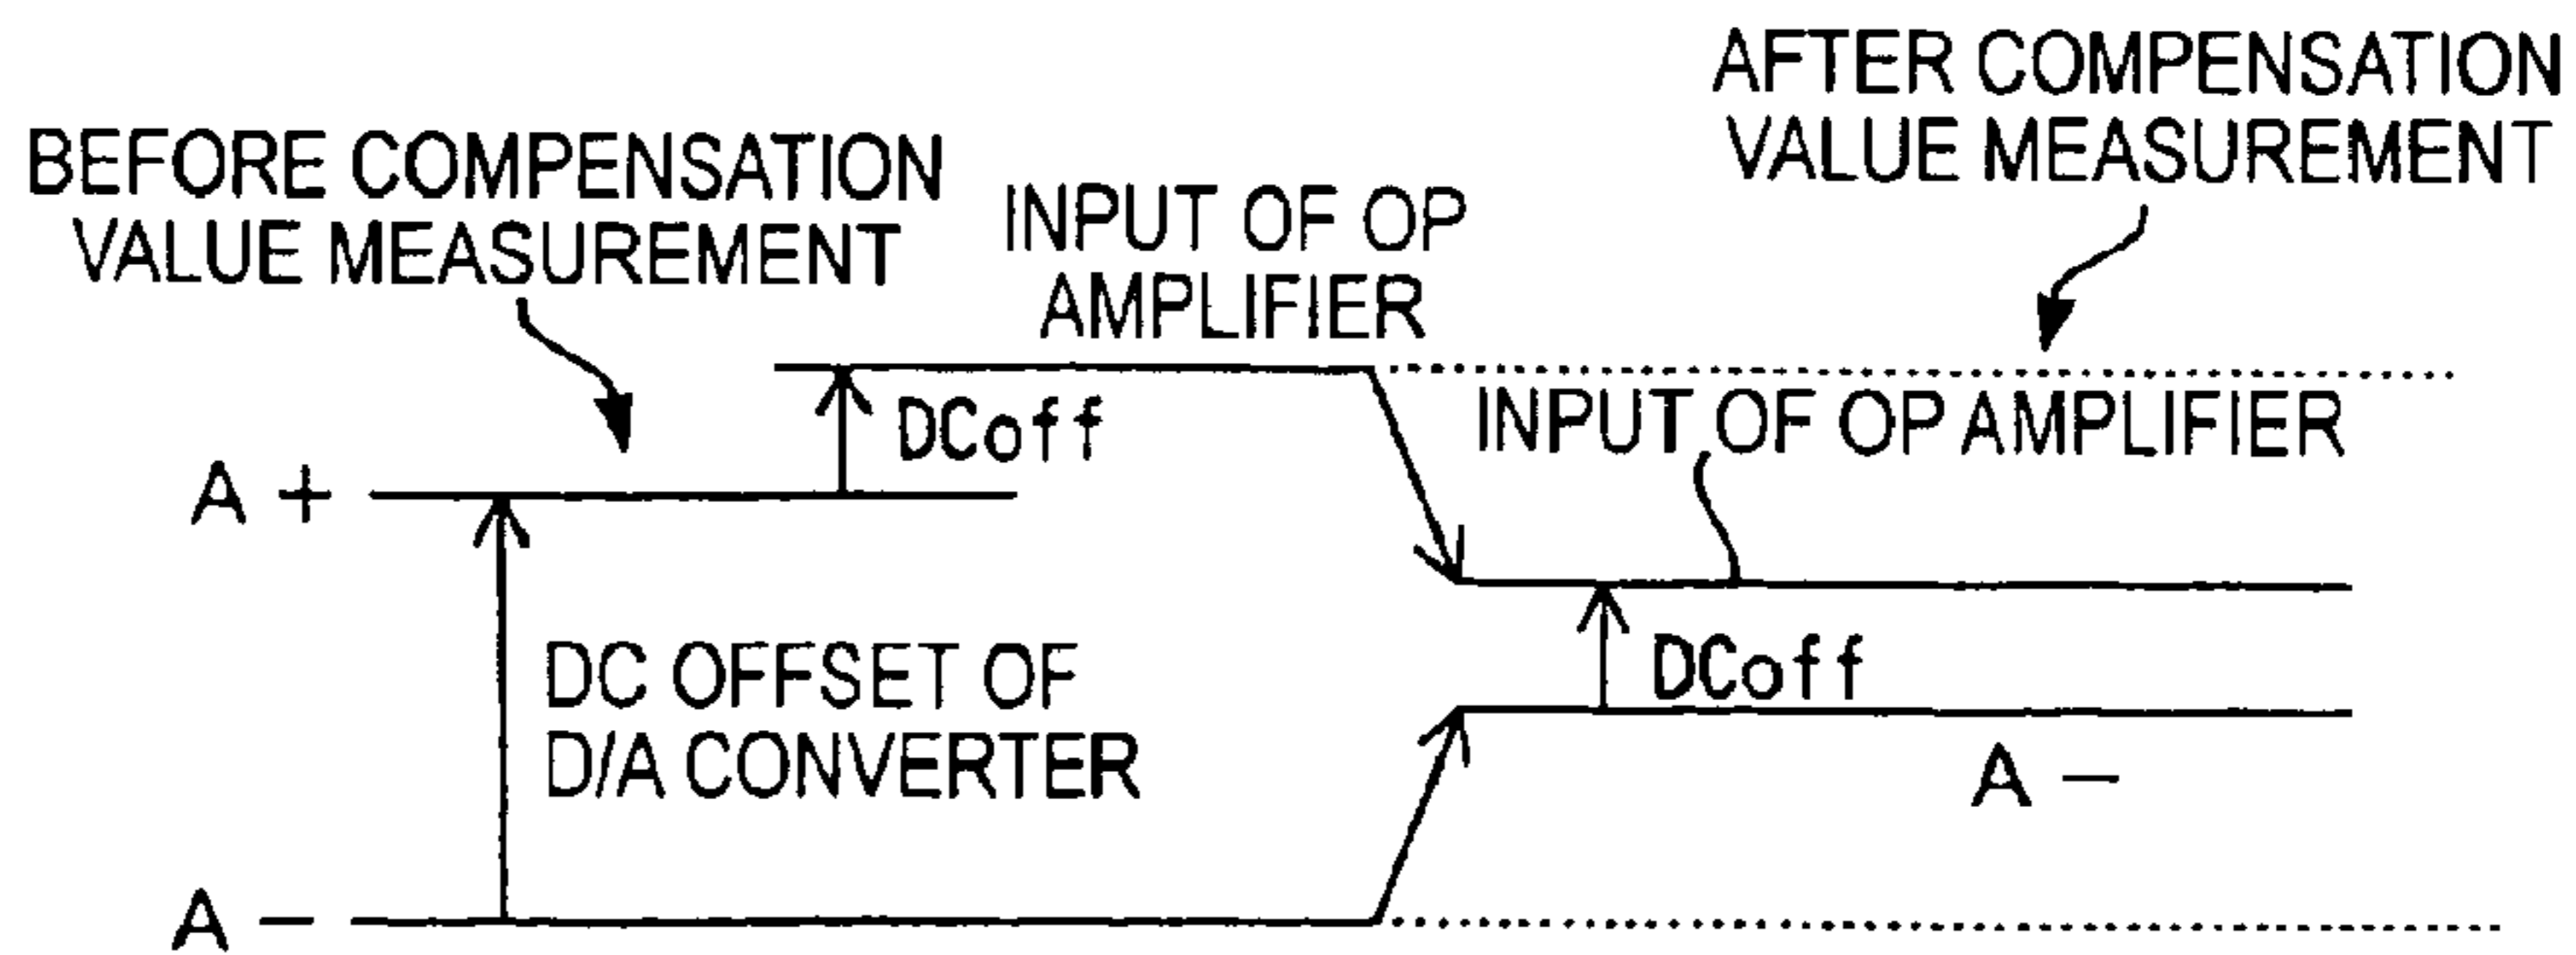 AFTER COMPENSATION
VALUE MEASUREMENT
BEFORE COMPENSATION
VALUE MEASUREMENT
INPUT OF OP
AMPLIFIER
DCoff
INPUT OF OP AMPLIFIER
A +
DC OFFSET OF
D/A CONVERTER
DCoff
A −
A −